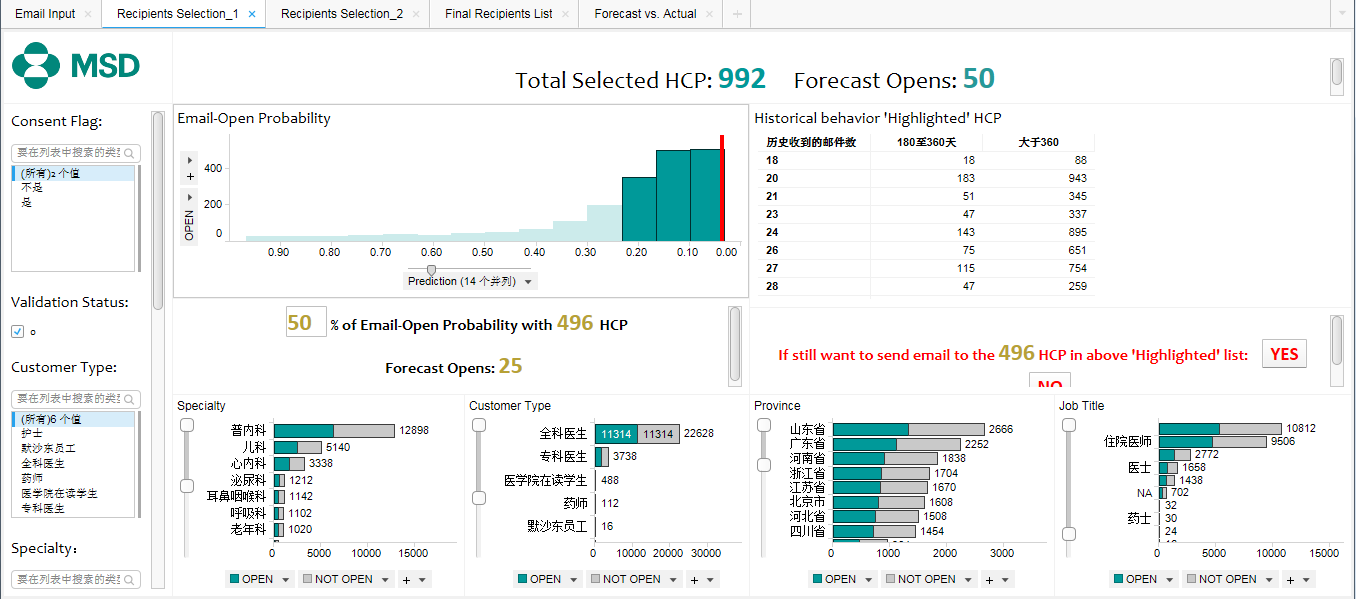 Email Input × Recipients Selection_1 × Recipients Selection_2 × Final Recipients List × Forecast vs. Actual × +
MSD
Total Selected HCP: 992 Forecast Opens: 50
Consent Flag:
要在列表中搜索的类型
(所有)2 个值
不是
是
Validation Status:
0
Customer Type:
要在列表中搜索的类型
(所有)6 个值
护士
默沙东员工
全科医生
药师
医学院在读学生
专科医生
Specialty:
要在列表中搜索的类型
Email-Open Probability
+
OPEN
400
200
0
0.90 0.80 0.70 0.60 0.50 0.40 0.30 0.20 0.10 0.00
Prediction (14 个并列)
Historical behavior 'Highlighted' HCP
历史收到的邮件数 180至360天 大于360
18 18 88
20 183 943
21 51 345
23 47 337
24 143 895
26 75 651
27 115 754
28 47 259
50 % of Email-Open Probability with 496 HCP
Forecast Opens: 25
If still want to send email to the 496 HCP in above 'Highlighted' list: YES
NO
Specialty
普内科 12898
儿科 5140
心内科 3338
泌尿科 1212
耳鼻咽喉科 1142
呼吸科 1102
老年科 1020
0 5000 10000 15000
OPEN NOT OPEN +
Customer Type
全科医生 11314 11314 22628
专科医生 3738
医学院在读学生 488
药师 112
默沙东员工 16
0 10000 20000 30000
OPEN NOT OPEN +
Province
山东省 2666
广东省 2252
河南省 1838
浙江省 1704
江苏省 1670
北京市 1608
河北省 1508
四川省 1454
0 1000 2000 3000
OPEN NOT OPEN +
Job Title
10812
住院医师 9506
2772
医士 1658
1438
NA 702
32
药士 30
24
0 5000 10000 15000
OPEN NOT OPEN +